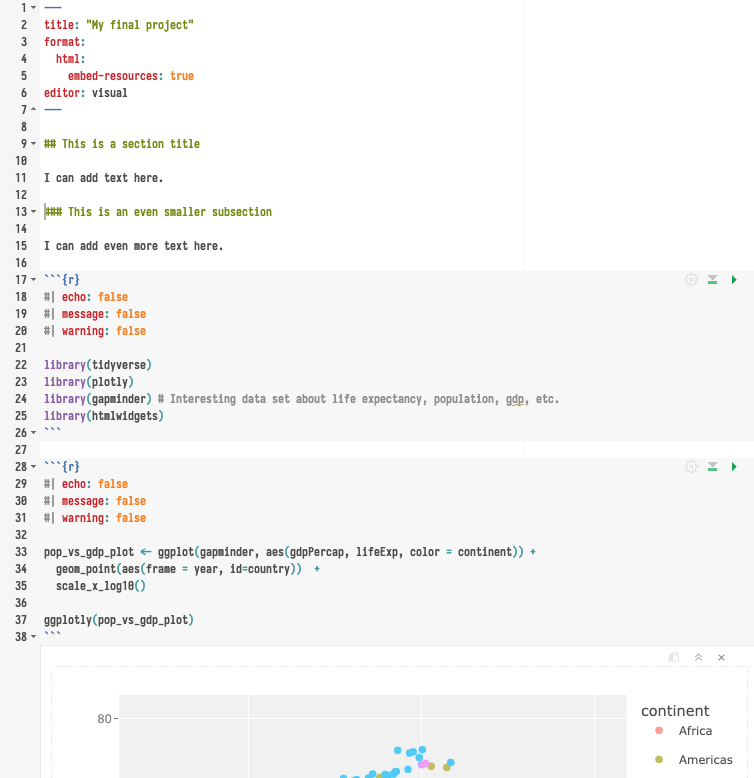 1 ---
2 title: "My final project"
3 format:
4 html:
5 embed-resources: true
6 editor: visual
7 ---
8
9 ## This is a section title
10
11 I can add text here.
12
13 ### This is an even smaller subsection
14
15 I can add even more text here.
16
17 ```{r}
18 #| echo: false
19 #| message: false
20 #| warning: false
21
22 library(tidyverse)
23 library(plotly)
24 library(gapminder) # Interesting data set about life expectancy, population, gdp, etc.
25 library(htmlwidgets)
26 ```
27
28 ```{r}
29 #| echo: false
30 #| message: false
31 #| warning: false
32
33 pop_vs_gdp_plot <- ggplot(gapminder, aes(gdpPercap, lifeExp, color = continent)) +
34 geom_point(aes(frame = year, id=country))  +
35 scale_x_log10()
36
37 ggplotly(pop_vs_gdp_plot)
38 ```
continent
80
Africa
Americas